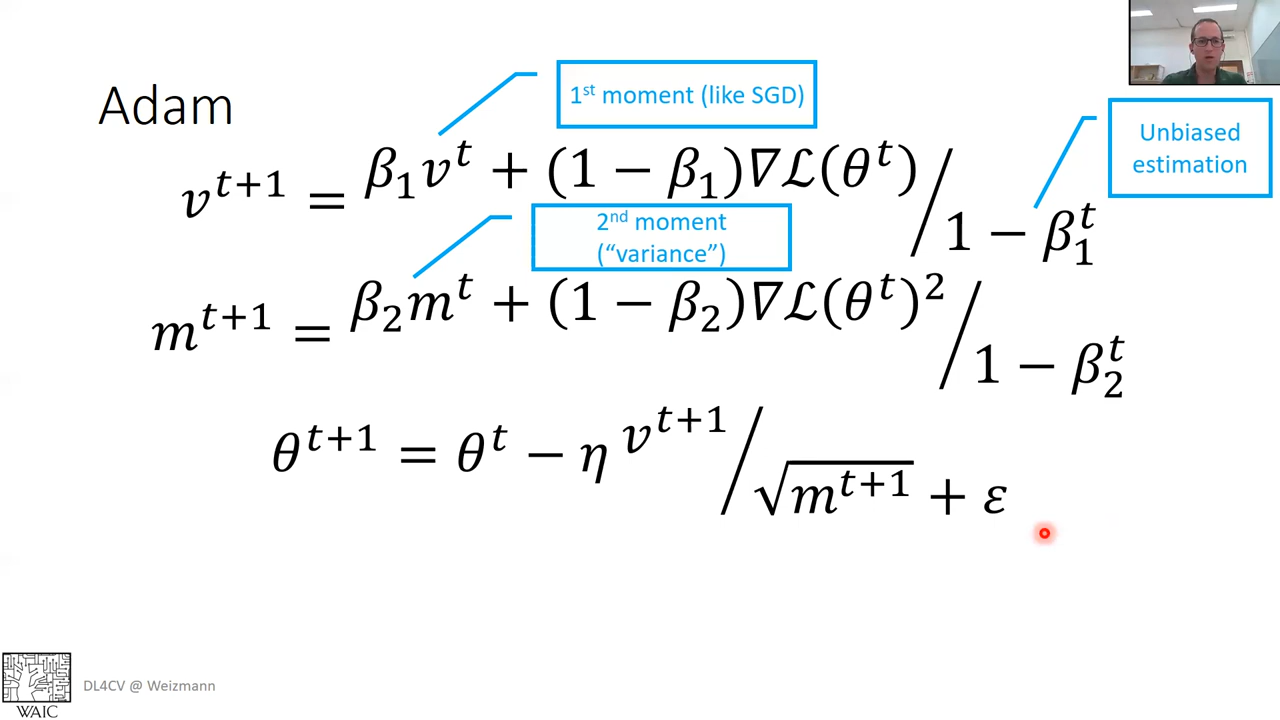 Adam
1st moment (like SGD)
Unbiased
estimation
v^{t+1} = β₁v^t + (1 − β₁)∇ℒ(θ^t) / 1 − β₁^t
2nd moment
(“variance”)
m^{t+1} = β₂m^t + (1 − β₂)∇ℒ(θ^t)² / 1 − β₂^t
θ^{t+1} = θ^t − η v^{t+1} / √m^{t+1} + ε
WAIC
DL4CV @ Weizmann